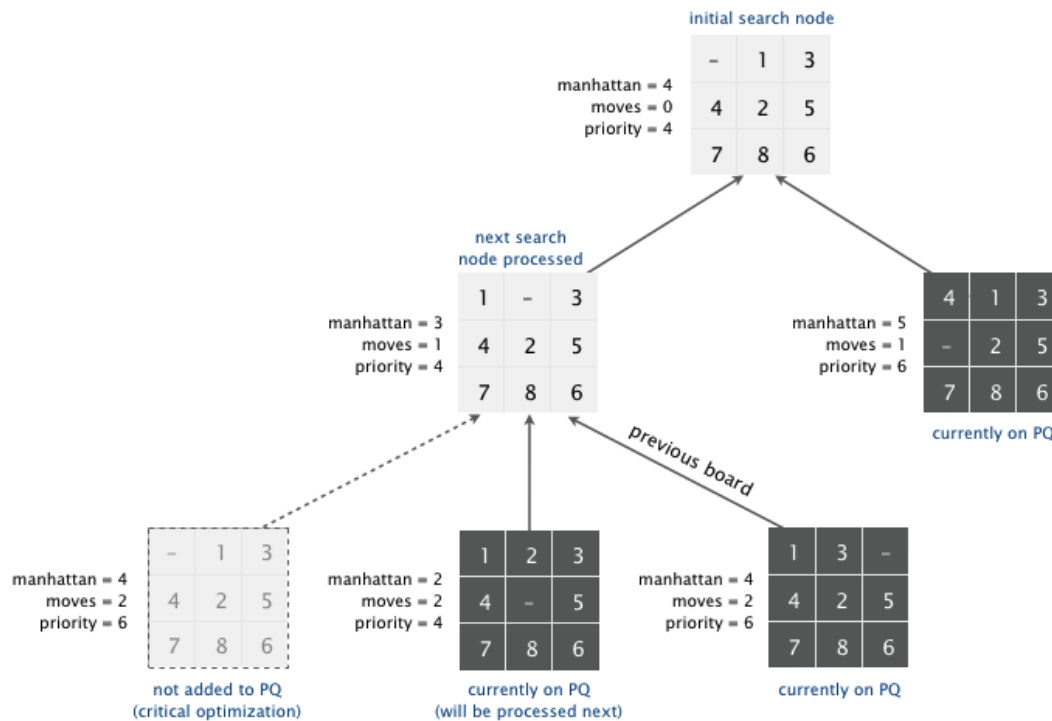 initial search node
- 1 3
manhattan = 4
moves = 0
priority = 4
4 2 5
7 8 6
next search
node processed
1 - 3
manhattan = 3
moves = 1
priority = 4
4 2 5
7 8 6
4 1 3
manhattan = 5
moves = 1
priority = 6
- 2 5
7 8 6
currently on PQ
previous board
- 1 3
manhattan = 4
moves = 2
priority = 6
4 2 5
7 8 6
not added to PQ
(critical optimization)
1 2 3
manhattan = 2
moves = 2
priority = 4
4 - 5
7 8 6
currently on PQ
(will be processed next)
1 3 -
manhattan = 4
moves = 2
priority = 6
4 2 5
7 8 6
currently on PQ